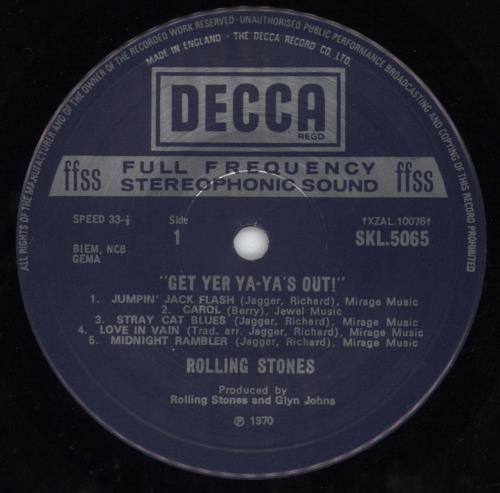 ALL RIGHTS OF THE MANUFACTURER AND OF THE OWNER OF THE RECORDED WORK RESERVED · UNAUTHORISED PUBLIC PERFORMANCE BROADCASTING AND COPYING OF THIS RECORD PROHIBITED
MADE IN ENGLAND · THE DECCA RECORD CO., LTD.
DECCA
REGD.
ffss FULL FREQUENCY STEREOPHONIC SOUND ffss
SPEED 33-⅓ Side 1 †XZAL.10076†
SKL.5065
BIEM, NCB
GEMA
"GET YER YA-YA'S OUT!"
1. JUMPIN' JACK FLASH (Jagger, Richard), Mirage Music
2. CAROL (Berry), Jewel Music
3. STRAY CAT BLUES (Jagger, Richard), Mirage Music
4. LOVE IN VAIN (Trad. arr. Jagger, Richard), Mirage Music
5. MIDNIGHT RAMBLER (Jagger, Richard), Mirage Music
ROLLING STONES
Produced by
Rolling Stones and Glyn Johns
℗ 1970